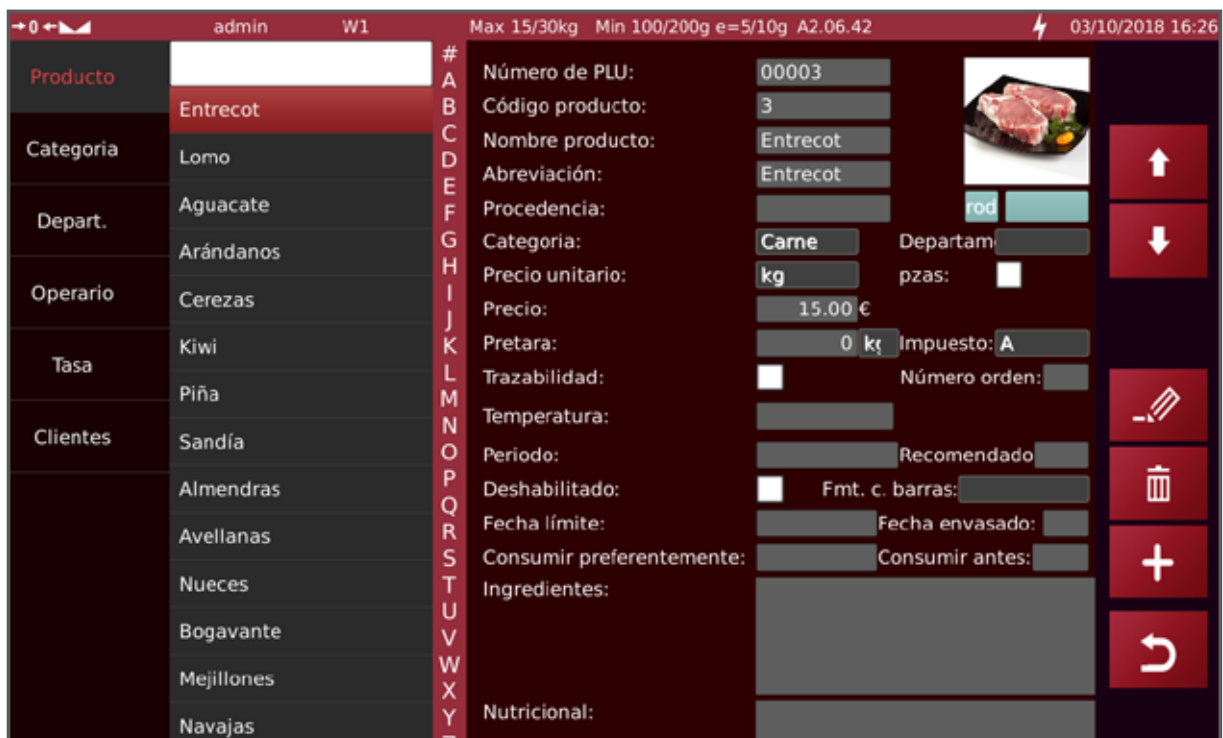 →0← admin W1 Max 15/30kg Min 100/200g e=5/10g A2.06.42 03/10/2018 16:26
Producto
Categoria
Depart.
Operario
Tasa
Clientes
Entrecot
Lomo
Aguacate
Arándanos
Cerezas
Kiwi
Piña
Sandía
Almendras
Avellanas
Nueces
Bogavante
Mejillones
Navajas
#
A
B
C
D
E
F
G
H
I
J
K
L
M
N
O
P
Q
R
S
T
U
V
W
X
Y
Número de PLU: 00003
Código producto: 3
Nombre producto: Entrecot
Abreviación: Entrecot
Procedencia: rod
Categoria: Carne Departam
Precio unitario: kg pzas:
Precio: 15.00 €
Pretara: 0 kg Impuesto: A
Trazabilidad: Número orden:
Temperatura:
Periodo: Recomendado
Deshabilitado: Fmt. c. barras:
Fecha límite: Fecha envasado:
Consumir preferentemente: Consumir antes:
Ingredientes:
Nutricional: